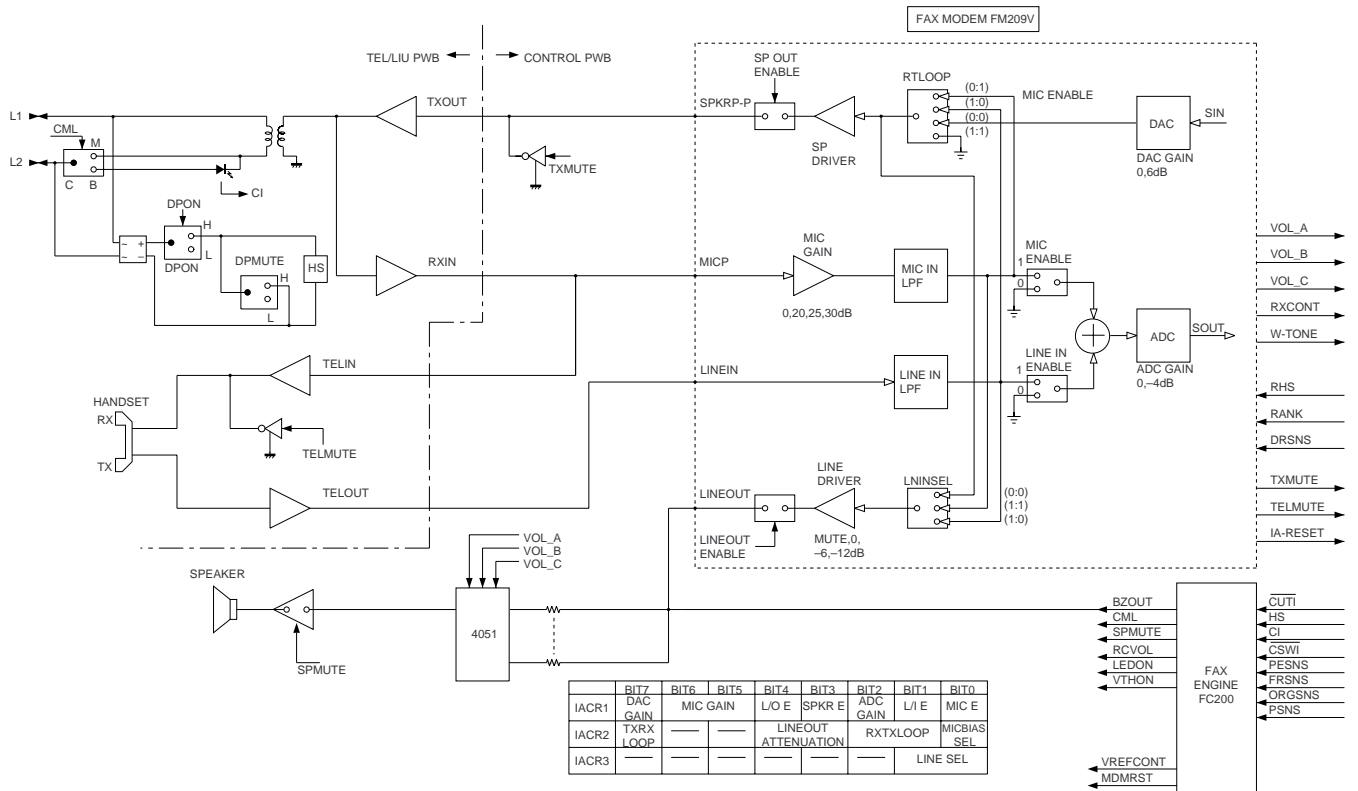 FAX MODEM FM209V
TEL/LIU PWB
CONTROL PWB
SP OUT
ENABLE
RTLOOP
(0:1)
(1:0)
(0:0)
(1:1)
MIC ENABLE
TXOUT
SPKRP-P
SP
DRIVER
DAC
SIN
DAC GAIN
0,6dB
L1
L2
CML
M
C
B
CI
TXMUTE
DPON
H
L
DPON
~
+
~
–
DPMUTE
H
L
HS
RXIN
MICP
MIC
GAIN
0,20,25,30dB
MIC IN
LPF
MIC
ENABLE
1
0
ADC
SOUT
ADC GAIN
0,–4dB
VOL_A
VOL_B
VOL_C
RXCONT
W-TONE
RHS
RANK
DRSNS
TXMUTE
TELMUTE
IA-RESET
TELIN
LINEIN
LINE IN
LPF
LINE IN
ENABLE
1
0
HANDSET
RX
TX
TELMUTE
TELOUT
LINEOUT
LINEOUT
ENABLE
LINE
DRIVER
MUTE,0,
–6,–12dB
LNINSEL
(0:0)
(1:1)
(1:0)
VOL_A
VOL_B
VOL_C
SPEAKER
SPMUTE
4051
BZOUT
CML
SPMUTE
RCVOL
LEDON
VTHON
VREFCONT
MDMRST
FAX
ENGINE
FC200
CUTI
HS
CI
CSWI
PESNS
FRSNS
ORGSNS
PSNS
BIT7 BIT6 BIT5 BIT4 BIT3 BIT2 BIT1 BIT0
IACR1 DAC GAIN MIC GAIN L/O E SPKR E ADC GAIN L/I E MIC E
IACR2 TXRX LOOP — — LINEOUT ATTENUATION RXTXLOOP MICBIAS SEL
IACR3 — — — — — — LINE SEL